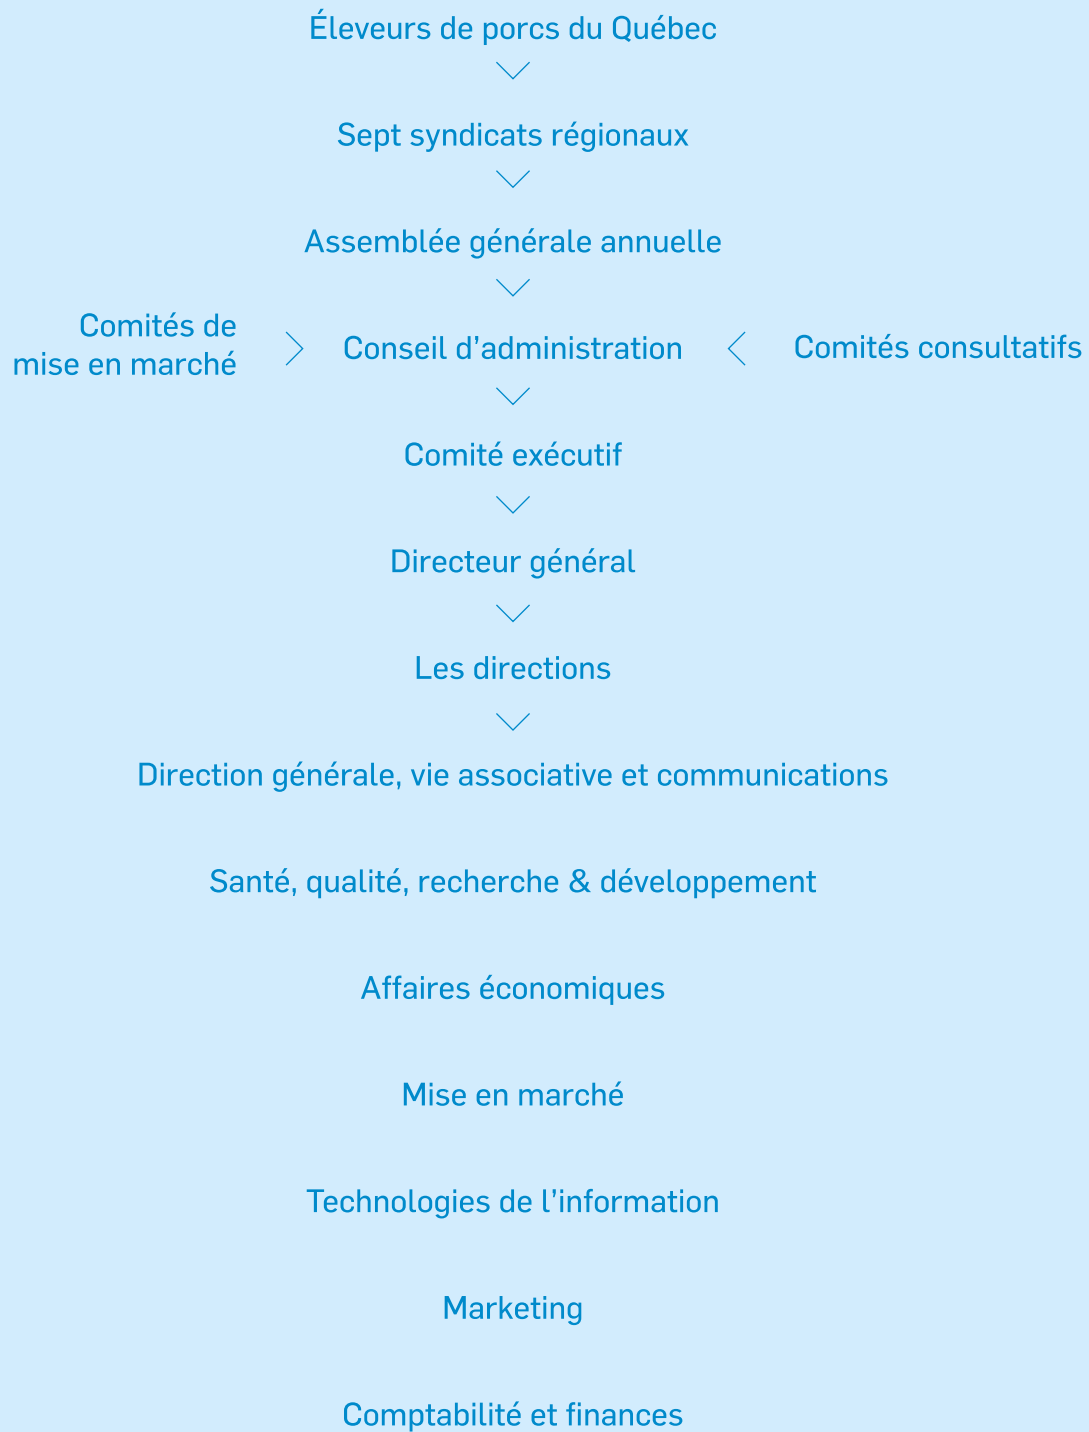 Éleveurs de porcs du Québec
Sept syndicats régionaux
Assemblée générale annuelle
Comités de
mise en marché
Conseil d’administration
Comités consultatifs
Comité exécutif
Directeur général
Les directions
Direction générale, vie associative et communications
Santé, qualité, recherche & développement
Affaires économiques
Mise en marché
Technologies de l’information
Marketing
Comptabilité et finances